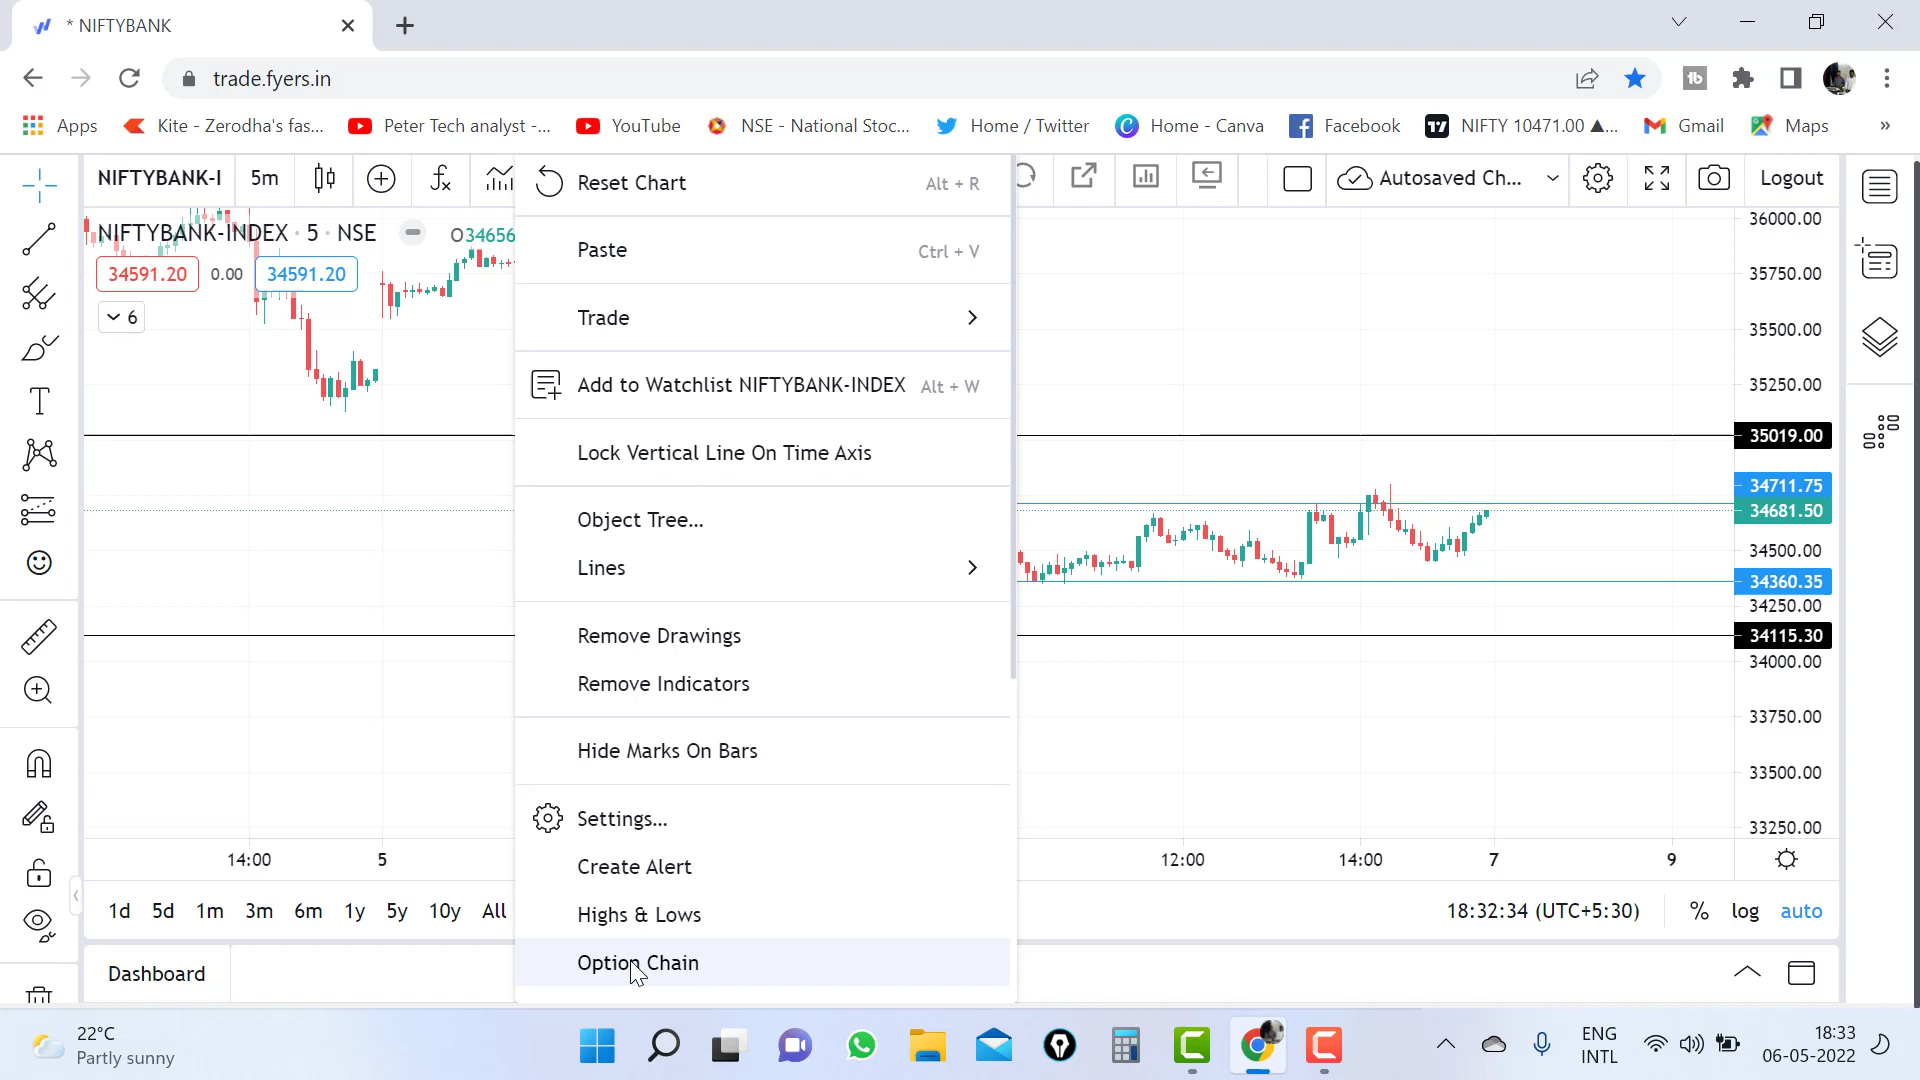 * NIFTYBANK
trade.fyers.in
Apps
Kite - Zerodha's fas...
Peter Tech analyst -...
YouTube
NSE - National Stoc...
Home / Twitter
Home - Canva
Facebook
NIFTY 10471.00 ▲...
Gmail
Maps
»
NIFTYBANK-I
5m
Autosaved Ch...
Logout
NIFTYBANK-INDEX · 5 · NSE
O34656
34591.20
0.00
34591.20
6
Reset Chart
Alt + R
Paste
Ctrl + V
Trade
Add to Watchlist NIFTYBANK-INDEX
Alt + W
Lock Vertical Line On Time Axis
Object Tree...
Lines
Remove Drawings
Remove Indicators
Hide Marks On Bars
Settings...
Create Alert
Highs & Lows
Option Chain
36000.00
35750.00
35500.00
35250.00
35019.00
34711.75
34681.50
34500.00
34360.35
34250.00
34115.30
34000.00
33750.00
33500.00
33250.00
14:00
5
12:00
14:00
7
9
1d
5d
1m
3m
6m
1y
5y
10y
All
18:32:34 (UTC+5:30)
%
log
auto
Dashboard
22°C
Partly sunny
ENG
INTL
18:33
06-05-2022